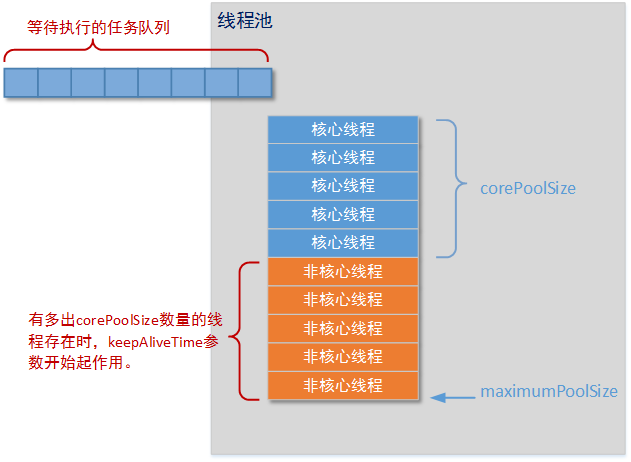 等待执行的任务队列
线程池
核心线程
核心线程
核心线程
核心线程
核心线程
corePoolSize
非核心线程
非核心线程
非核心线程
非核心线程
非核心线程
有多出corePoolSize数量的线
程存在时，keepAliveTime参
数开始起作用。
maximumPoolSize